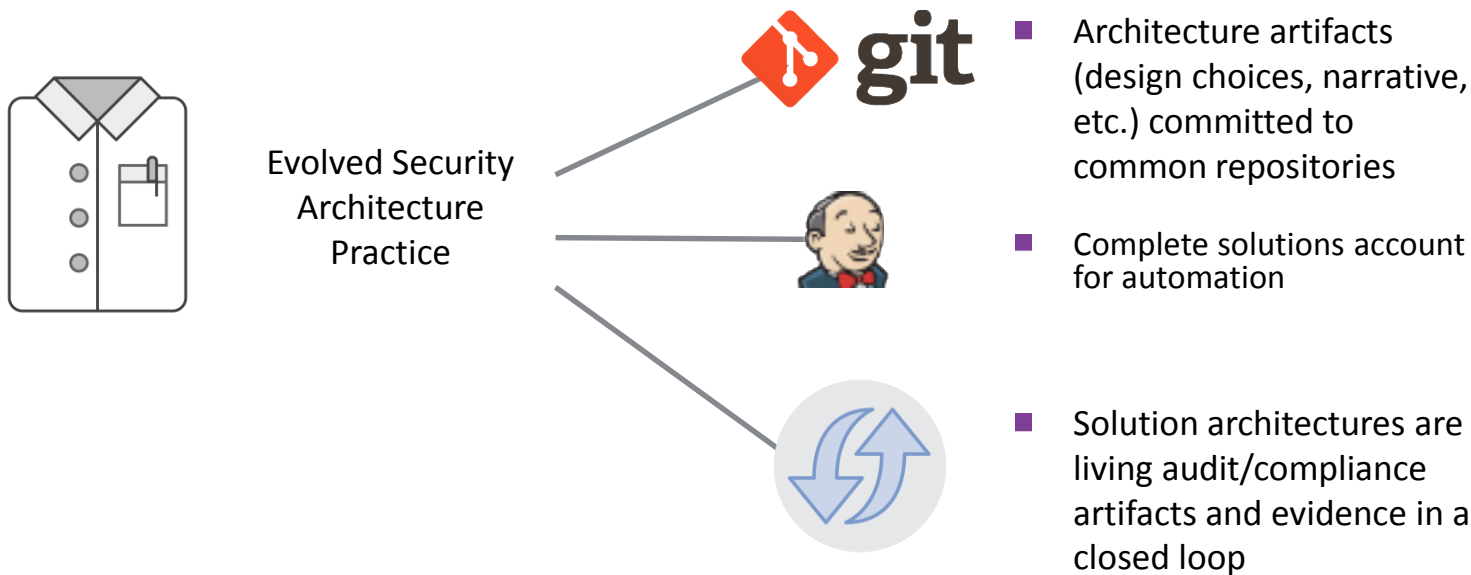 Evolved Security
Architecture
Practice
git
Architecture artifacts
(design choices, narrative,
etc.) committed to
common repositories
Complete solutions account
for automation
Solution architectures are
living audit/compliance
artifacts and evidence in a
closed loop